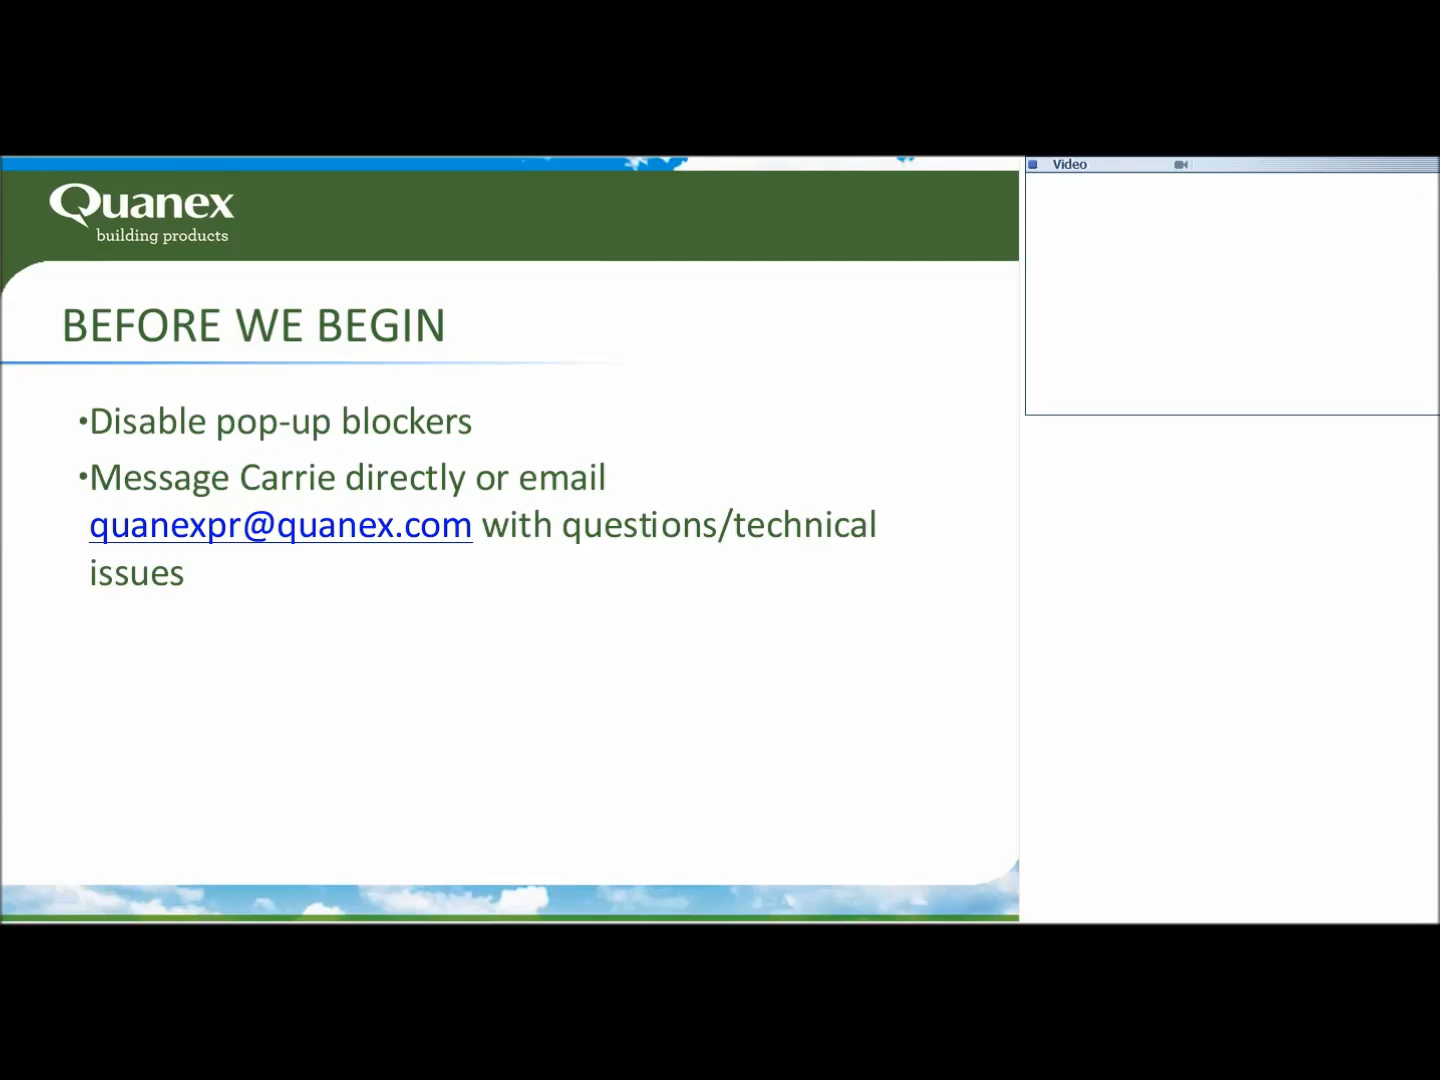 Quanex
building products
Video
BEFORE WE BEGIN
•Disable pop-up blockers
•Message Carrie directly or email
quanexpr@quanex.com with questions/technical
issues